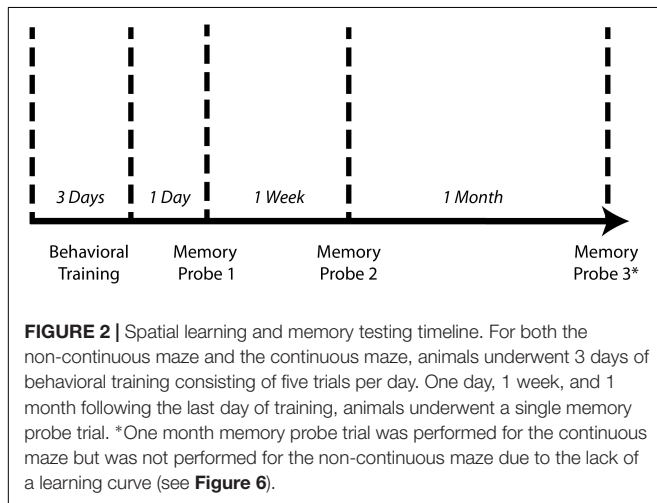 3 Days
1 Day
1 Week
1 Month
Behavioral
Training
Memory
Probe 1
Memory
Probe 2
Memory
Probe 3*
FIGURE 2 | Spatial learning and memory testing timeline. For both the
non-continuous maze and the continuous maze, animals underwent 3 days of
behavioral training consisting of five trials per day. One day, 1 week, and 1
month following the last day of training, animals underwent a single memory
probe trial. *One month memory probe trial was performed for the continuous
maze but was not performed for the non-continuous maze due to the lack of
a learning curve (see Figure 6).